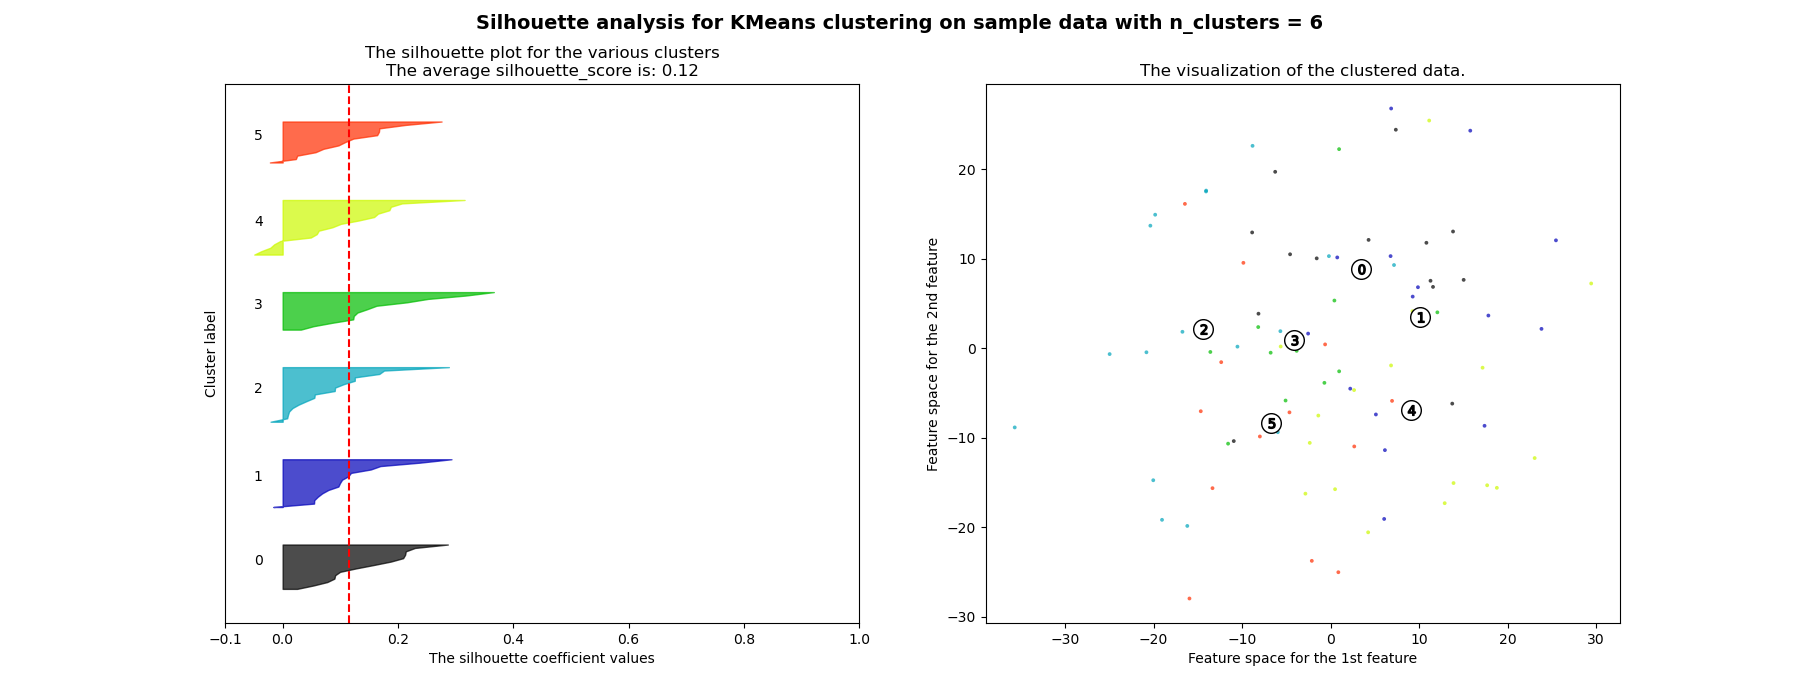 Silhouette analysis for KMeans clustering on sample data with n_clusters = 6
The silhouette plot for the various clusters
The average silhouette_score is: 0.12
Cluster label
5
4
3
2
1
0
−0.1 0.0 0.2 0.4 0.6 0.8 1.0
The silhouette coefficient values
The visualization of the clustered data.
Feature space for the 2nd feature
20
10
0
−10
−20
−30
0
1
2
3
4
5
−30 −20 −10 0 10 20 30
Feature space for the 1st feature